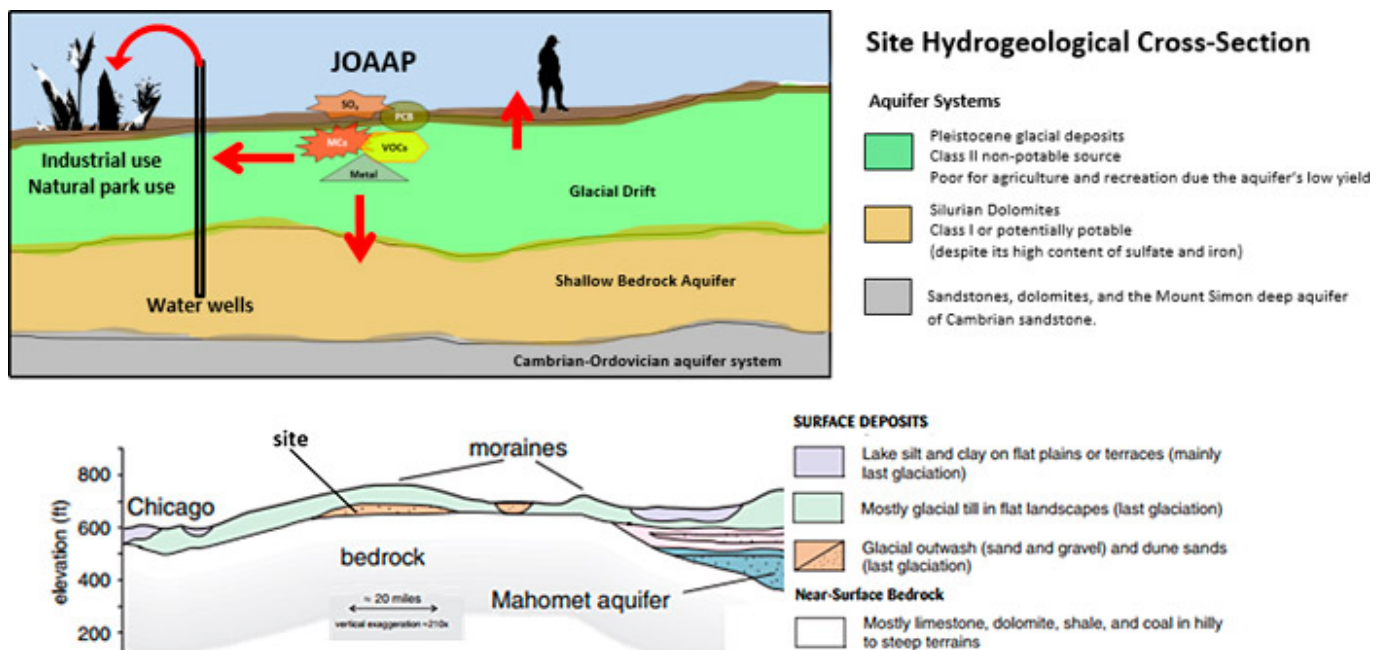 JOAAP
SOx
PCB
MCs
VOCs
Metal
Industrial use
Natural park use
Glacial Drift
Shallow Bedrock Aquifer
Water wells
Cambrian-Ordovician aquifer system
Site Hydrogeological Cross-Section
Aquifer Systems
Pleistocene glacial deposits
Class II non-potable source
Poor for agriculture and recreation due the aquifer's low yield
Silurian Dolomites
Class I or potentially potable
(despite its high content of sulfate and iron)
Sandstones, dolomites, and the Mount Simon deep aquifer
of Cambrian sandstone.
site
moraines
Chicago
elevation (ft)
800
600
400
200
bedrock
≈ 20 miles
vertical exaggeration ~210x
Mahomet aquifer
SURFACE DEPOSITS
Lake silt and clay on flat plains or terraces (mainly
last glaciation)
Mostly glacial till in flat landscapes (last glaciation)
Glacial outwash (sand and gravel) and dune sands
(last glaciation)
Near-Surface Bedrock
Mostly limestone, dolomite, shale, and coal in hilly
to steep terrains